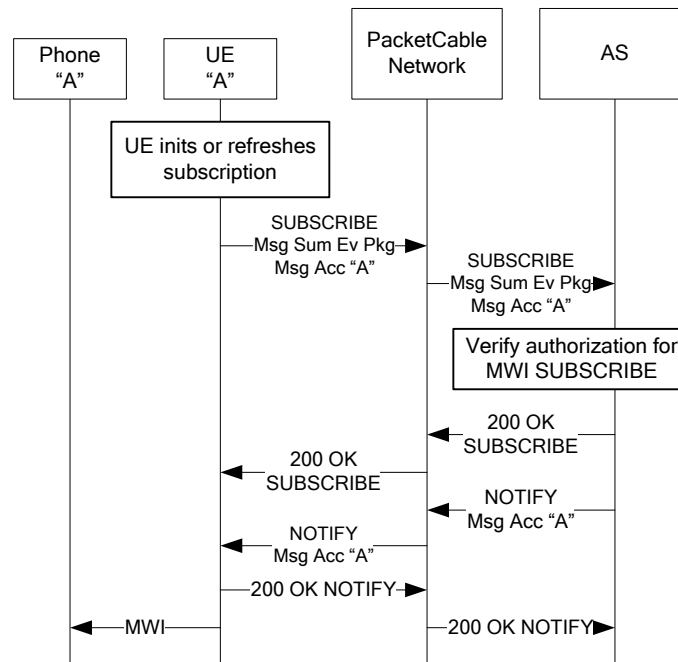 Phone
“A”
UE
“A”
PacketCable
Network
AS
UE inits or refreshes
subscription
SUBSCRIBE
Msg Sum Ev Pkg
Msg Acc “A”
SUBSCRIBE
Msg Sum Ev Pkg
Msg Acc “A”
Verify authorization for
MWI SUBSCRIBE
200 OK
SUBSCRIBE
200 OK
SUBSCRIBE
NOTIFY
Msg Acc “A”
NOTIFY
Msg Acc “A”
200 OK NOTIFY
MWI
200 OK NOTIFY